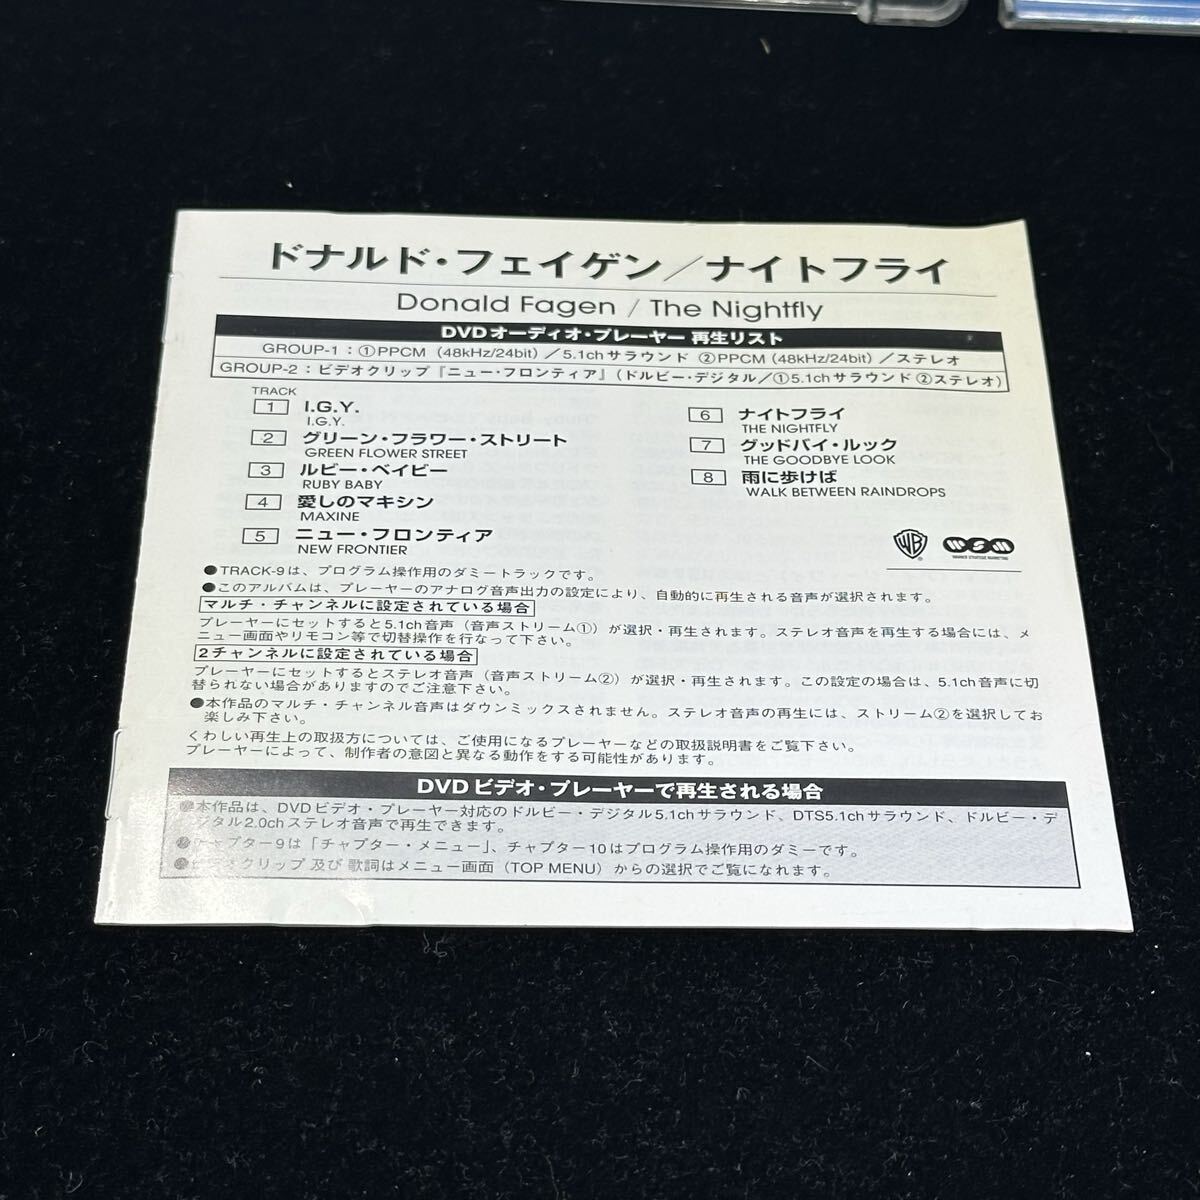 ドナルド・フェイゲン／ナイトフライ
Donald Fagen / The Nightfly
DVDオーディオ・プレーヤー 再生リスト
GROUP-1：①PPCM（48kHz/24bit）／5.1chサラウンド ②PPCM（48kHz/24bit）／ステレオ
GROUP-2：ビデオクリップ『ニュー・フロンティア』（ドルビー・デジタル／①5.1chサラウンド ②ステレオ）
TRACK
1 I.G.Y.
I.G.Y.
2 グリーン・フラワー・ストリート
GREEN FLOWER STREET
3 ルビー・ベイビー
RUBY BABY
4 愛しのマキシン
MAXINE
5 ニュー・フロンティア
NEW FRONTIER
6 ナイトフライ
THE NIGHTFLY
7 グッドバイ・ルック
THE GOODBYE LOOK
8 雨に歩けば
WALK BETWEEN RAINDROPS
WB WSM
●TRACK-9は、プログラム操作用のダミートラックです。
●このアルバムは、プレーヤーのアナログ音声出力の設定により、自動的に再生される音声が選択されます。
マルチ・チャンネルに設定されている場合
プレーヤーにセットすると5.1ch音声（音声ストリーム①）が選択・再生されます。ステレオ音声を再生する場合には、メ
ニュー画面やリモコン等で切替操作を行なって下さい。
2チャンネルに設定されている場合
プレーヤーにセットするとステレオ音声（音声ストリーム②）が選択・再生されます。この設定の場合は、5.1ch音声に切
替られない場合がありますのでご注意下さい。
●本作品のマルチ・チャンネル音声はダウンミックスされません。ステレオ音声の再生には、ストリーム②を選択してお
楽しみ下さい。
くわしい再生上の取扱方については、ご使用になるプレーヤーなどの取扱説明書をご覧下さい。
プレーヤーによって、制作者の意図と異なる動作をする可能性があります。
DVDビデオ・プレーヤーで再生される場合
●本作品は、DVDビデオ・プレーヤー対応のドルビー・デジタル5.1chサラウンド、DTS5.1chサラウンド、ドルビー・デ
ジタル2.0chステレオ音声で再生できます。
●チャプター9は「チャプター・メニュー」、チャプター10はプログラム操作用のダミーです。
●ビデオクリップ 及び 歌詞はメニュー画面（TOP MENU）からの選択でご覧になれます。